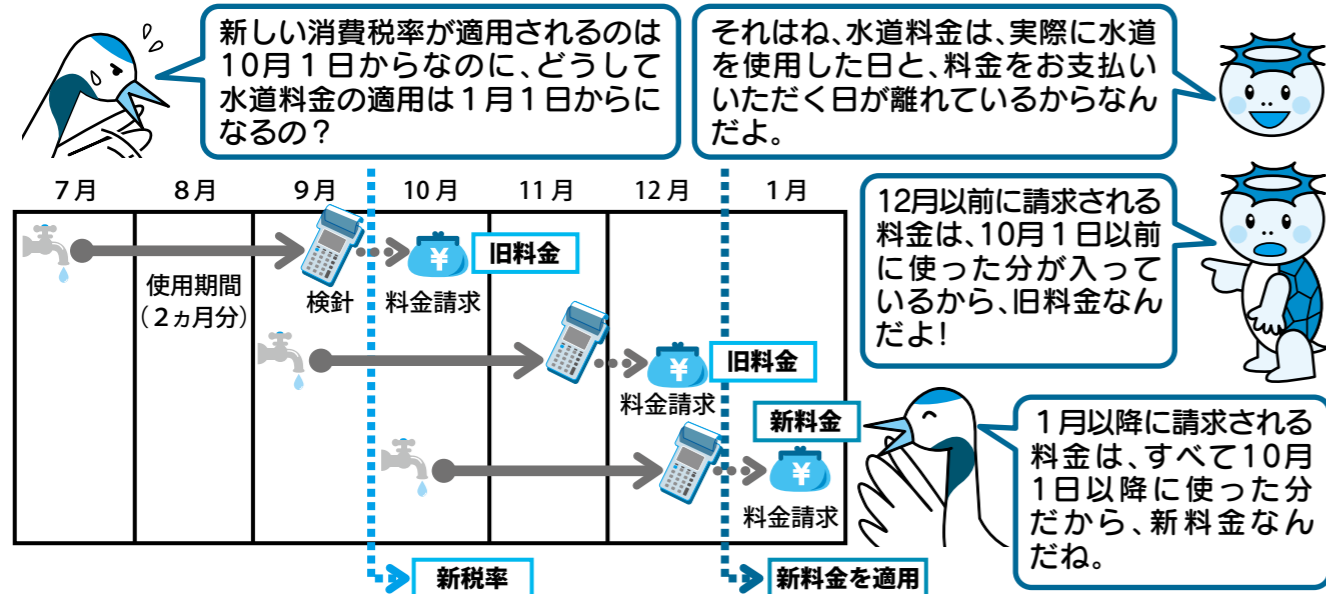 新しい消費税率が適用されるのは
10月1日からなのに、どうして
水道料金の適用は1月1日からに
なるの？
それはね、水道料金は、実際に水道
を使用した日と、料金をお支払い
いただく日が離れているからなん
だよ。
7月 8月 9月 10月 11月 12月 1月
12月以前に請求される
料金は、10月1日以前
に使った分が入って
いるから、旧料金なん
だよ！
¥
旧料金
使用期間
（2ヵ月分）
検針
料金請求
¥
旧料金
料金請求
新料金
¥
料金請求
1月以降に請求される
料金は、すべて10月
1日以降に使った分
だから、新料金なん
だね。
新税率
新料金を適用